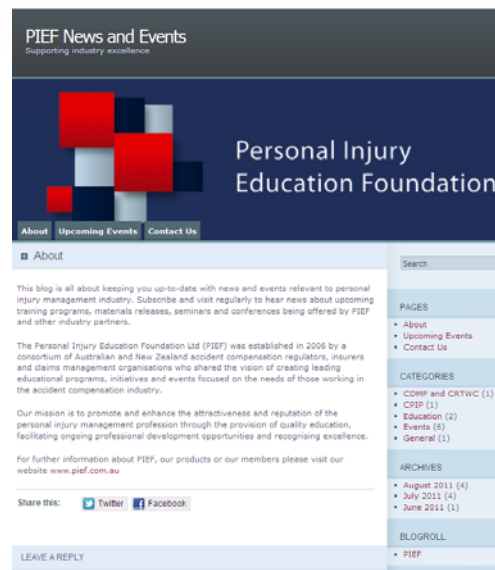 PIEF News and Events
Supporting industry excellence
Personal Injury
Education Foundation
About Upcoming Events Contact Us
About
This blog is all about keeping you up-to-date with news and events relevant to personal
injury management industry. Subscribe and visit regularly to hear news about upcoming
training programs, materials releases, seminars and conferences being offered by PIEF
and other industry partners.
The Personal Injury Education Foundation Ltd (PIEF) was established in 2006 by a
consortium of Australian and New Zealand accident compensation regulators, insurers
and claims management organisations who shared the vision of creating leading
educational programs, initiatives and events focused on the needs of those working in
the accident compensation industry.
Our mission is to promote and enhance the attractiveness and reputation of the
personal injury management profession through the provision of quality education,
facilitating ongoing professional development opportunities and recognising excellence.
For further information about PIEF, our products or our members please visit our
website www.pief.com.au
Share this: Twitter Facebook
LEAVE A REPLY
Search
PAGES
About
Upcoming Events
Contact Us
CATEGORIES
CDMP and CRTWC (1)
CPIP (1)
Education (2)
Events (6)
General (1)
ARCHIVES
August 2011 (4)
July 2011 (4)
June 2011 (1)
BLOGROLL
PIEF